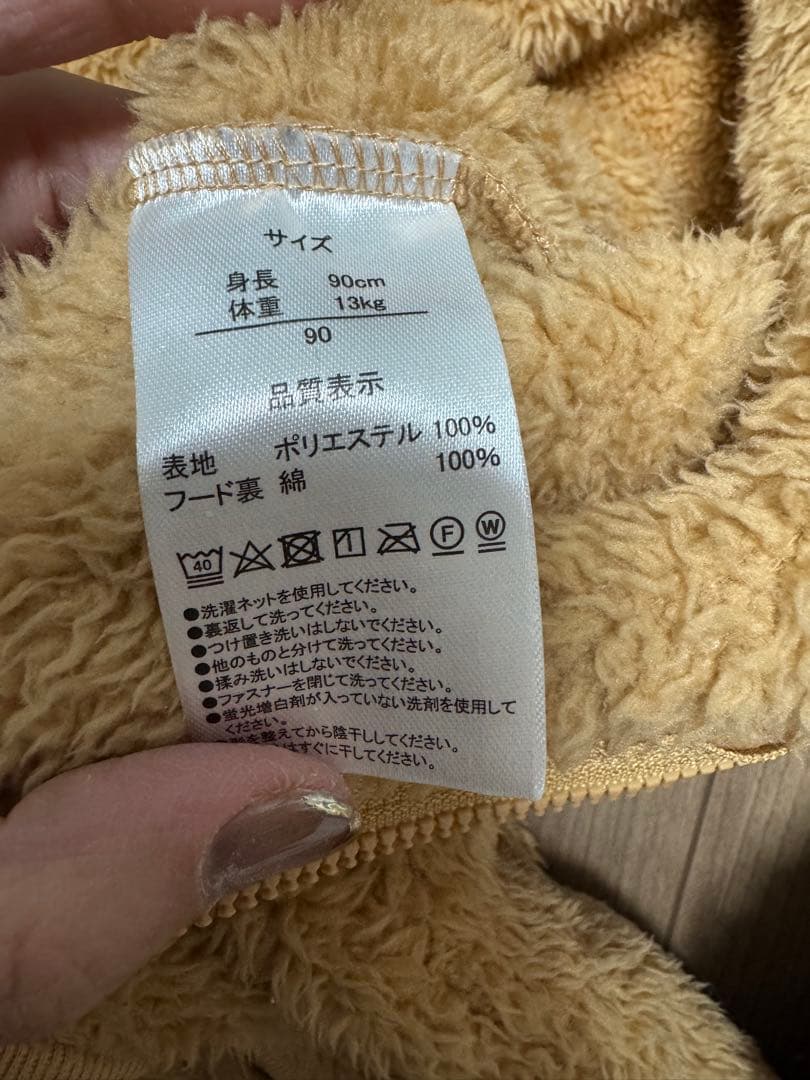 サイズ
身長 90cm
体重 13kg
90
品質表示
表地 ポリエステル 100%
フード裏 綿 100%
40 F W
●洗濯ネットを使用してください。
●裏返して洗ってください。
●つけ置き洗いはしないでください。
●他のものと分けて洗ってください。
●揉み洗いはしないでください。
●ファスナーを閉じて洗ってください。
●蛍光増白剤が入っていない洗剤を使用して
ください。
を整えてから陰干ししてください。
はすぐに干してください。